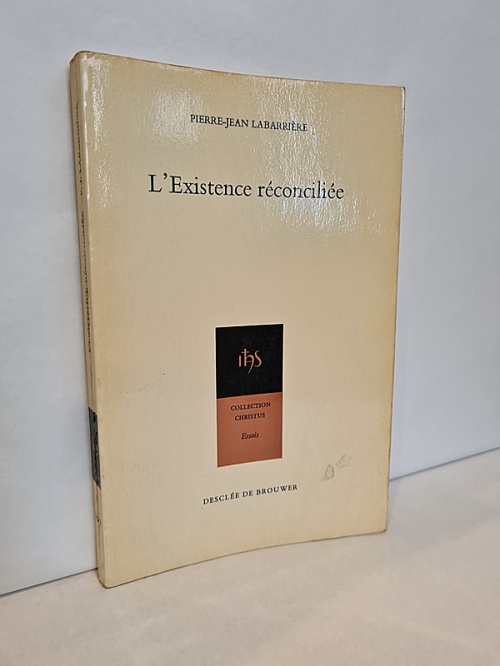 PIERRE-JEAN LABARRIÈRE
L'Existence réconciliée
ihs
COLLECTION
CHRISTUS
Essais
DESCLÉE DE BROUWER